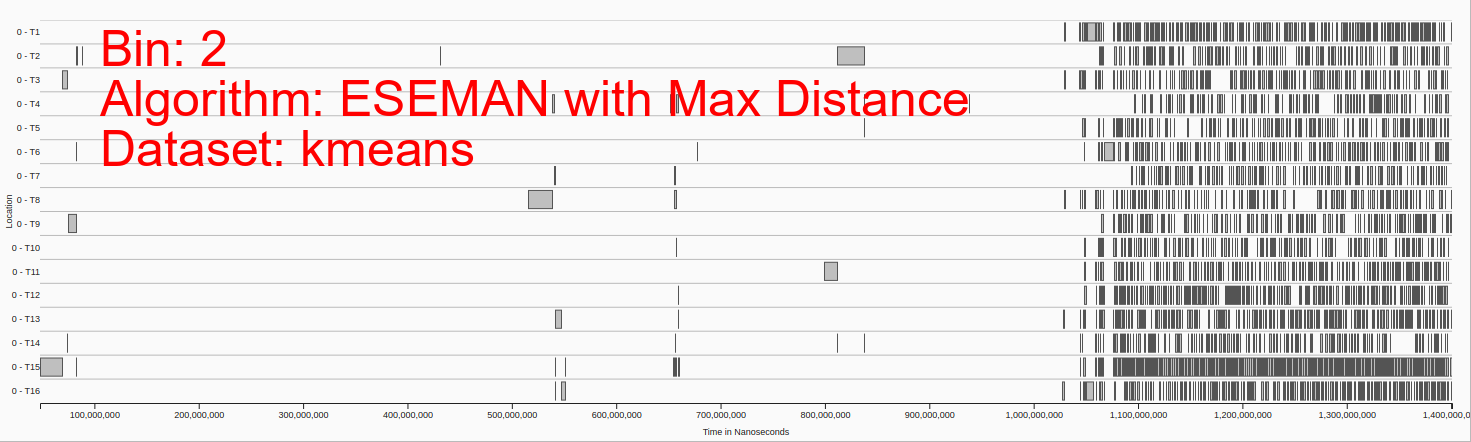 Bin: 2
Algorithm: ESEMAN with Max Distance
Dataset: kmeans
Location
0 - T1
0 - T2
0 - T3
0 - T4
0 - T5
0 - T6
0 - T7
0 - T8
0 - T9
0 - T10
0 - T11
0 - T12
0 - T13
0 - T14
0 - T15
0 - T16
100,000,000 200,000,000 300,000,000 400,000,000 500,000,000 600,000,000 700,000,000 800,000,000 900,000,000 1,000,000,000 1,100,000,000 1,200,000,000 1,300,000,000 1,400,000,0
Time in Nanoseconds